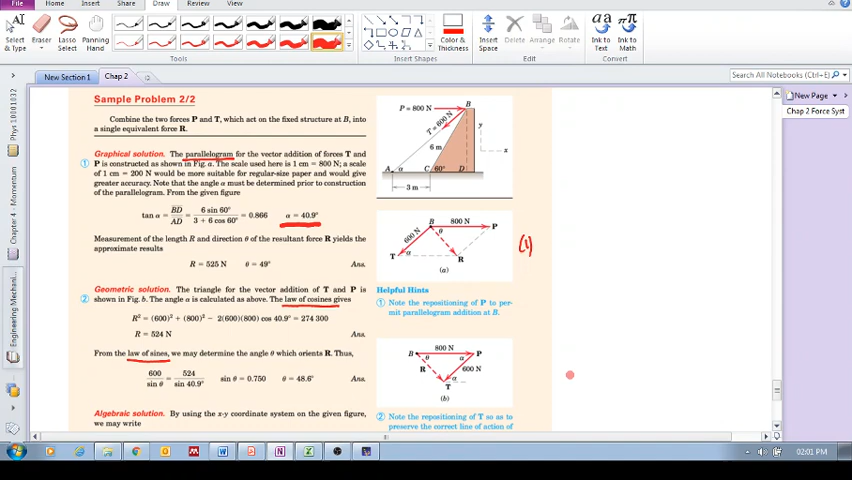 File
Home
Insert
Share
Draw
Review
View
Select
& Type
Eraser
Lasso
Select
Panning
Hand
Tools
Insert Shapes
Color &
Thickness
Insert
Space
Delete
Arrange
Rotate
Edit
Ink to
Text
Ink to
Math
Convert
New Section 1
Chap 2
Search All Notebooks (Ctrl+E)
New Page
Chap 2 Force Syst
Phys 10001032
Chapter 4 - Momentum
Engineering Mechan
Sample Problem 2/2
Combine the two forces P and T, which act on the fixed structure at B, into
a single equivalent force R.
Graphical solution. The parallelogram for the vector addition of forces T and
① P is constructed as shown in Fig. a. The scale used here is 1 cm = 800 N; a scale
of 1 cm = 200 N would be more suitable for regular-size paper and would give
greater accuracy. Note that the angle α must be determined prior to construction
of the parallelogram. From the given figure
tan α = BD/AD = 6 sin 60° / 3 + 6 cos 60° = 0.866 α = 40.9°
Measurement of the length R and direction θ of the resultant force R yields the
approximate results
R = 525 N θ = 49° Ans.
Geometric solution. The triangle for the vector addition of T and P is
② shown in Fig. b. The angle α is calculated as above. The law of cosines gives
R² = (600)² + (800)² − 2(600)(800) cos 40.9° = 274 300
R = 524 N Ans.
From the law of sines, we may determine the angle θ which orients R. Thus,
600 / sin θ = 524 / sin 40.9° sin θ = 0.750 θ = 48.6° Ans.
Algebraic solution. By using the x-y coordinate system on the given figure,
we may write
P = 800 N
B
T = 600 N
y
x
6 m
A
α
C
60°
D
3 m
B
800 N
P
θ
600 N
T
R
(a)
(1)
Helpful Hints
① Note the repositioning of P to per-
mit parallelogram addition at B.
800 N
B
θ
α
P
R
600 N
α
T
(b)
② Note the repositioning of T so as to
preserve the correct line of action of
02:01 PM